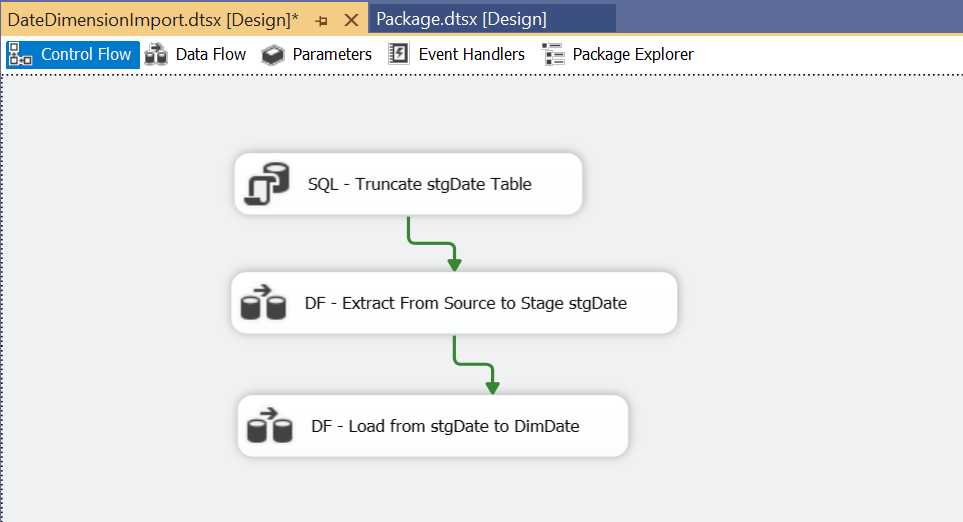 DateDimensionImport.dtsx [Design]* Package.dtsx [Design]
Control Flow Data Flow Parameters Event Handlers Package Explorer
SQL - Truncate stgDate Table
DF - Extract From Source to Stage stgDate
DF - Load from stgDate to DimDate